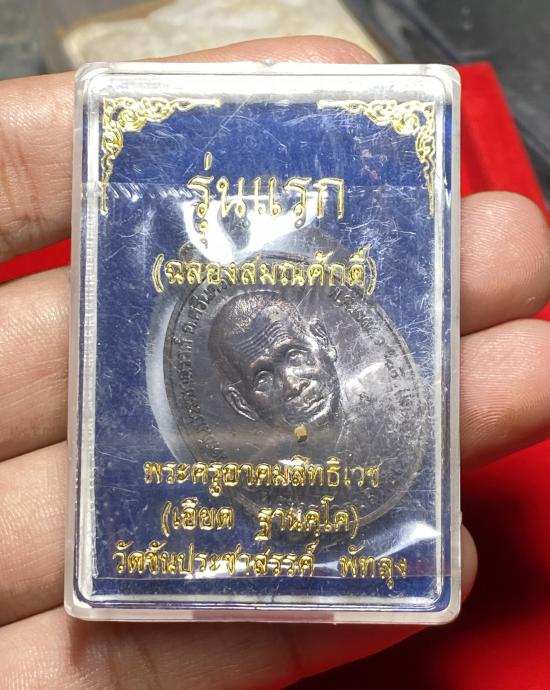 รุ่นแรก
(ฉลองสมณศักดิ์)
พระครูอาคมสิทธิเวช
(เอียด ฐานคฺโค)
วัดขันประชาสรรค์ พัทลุง